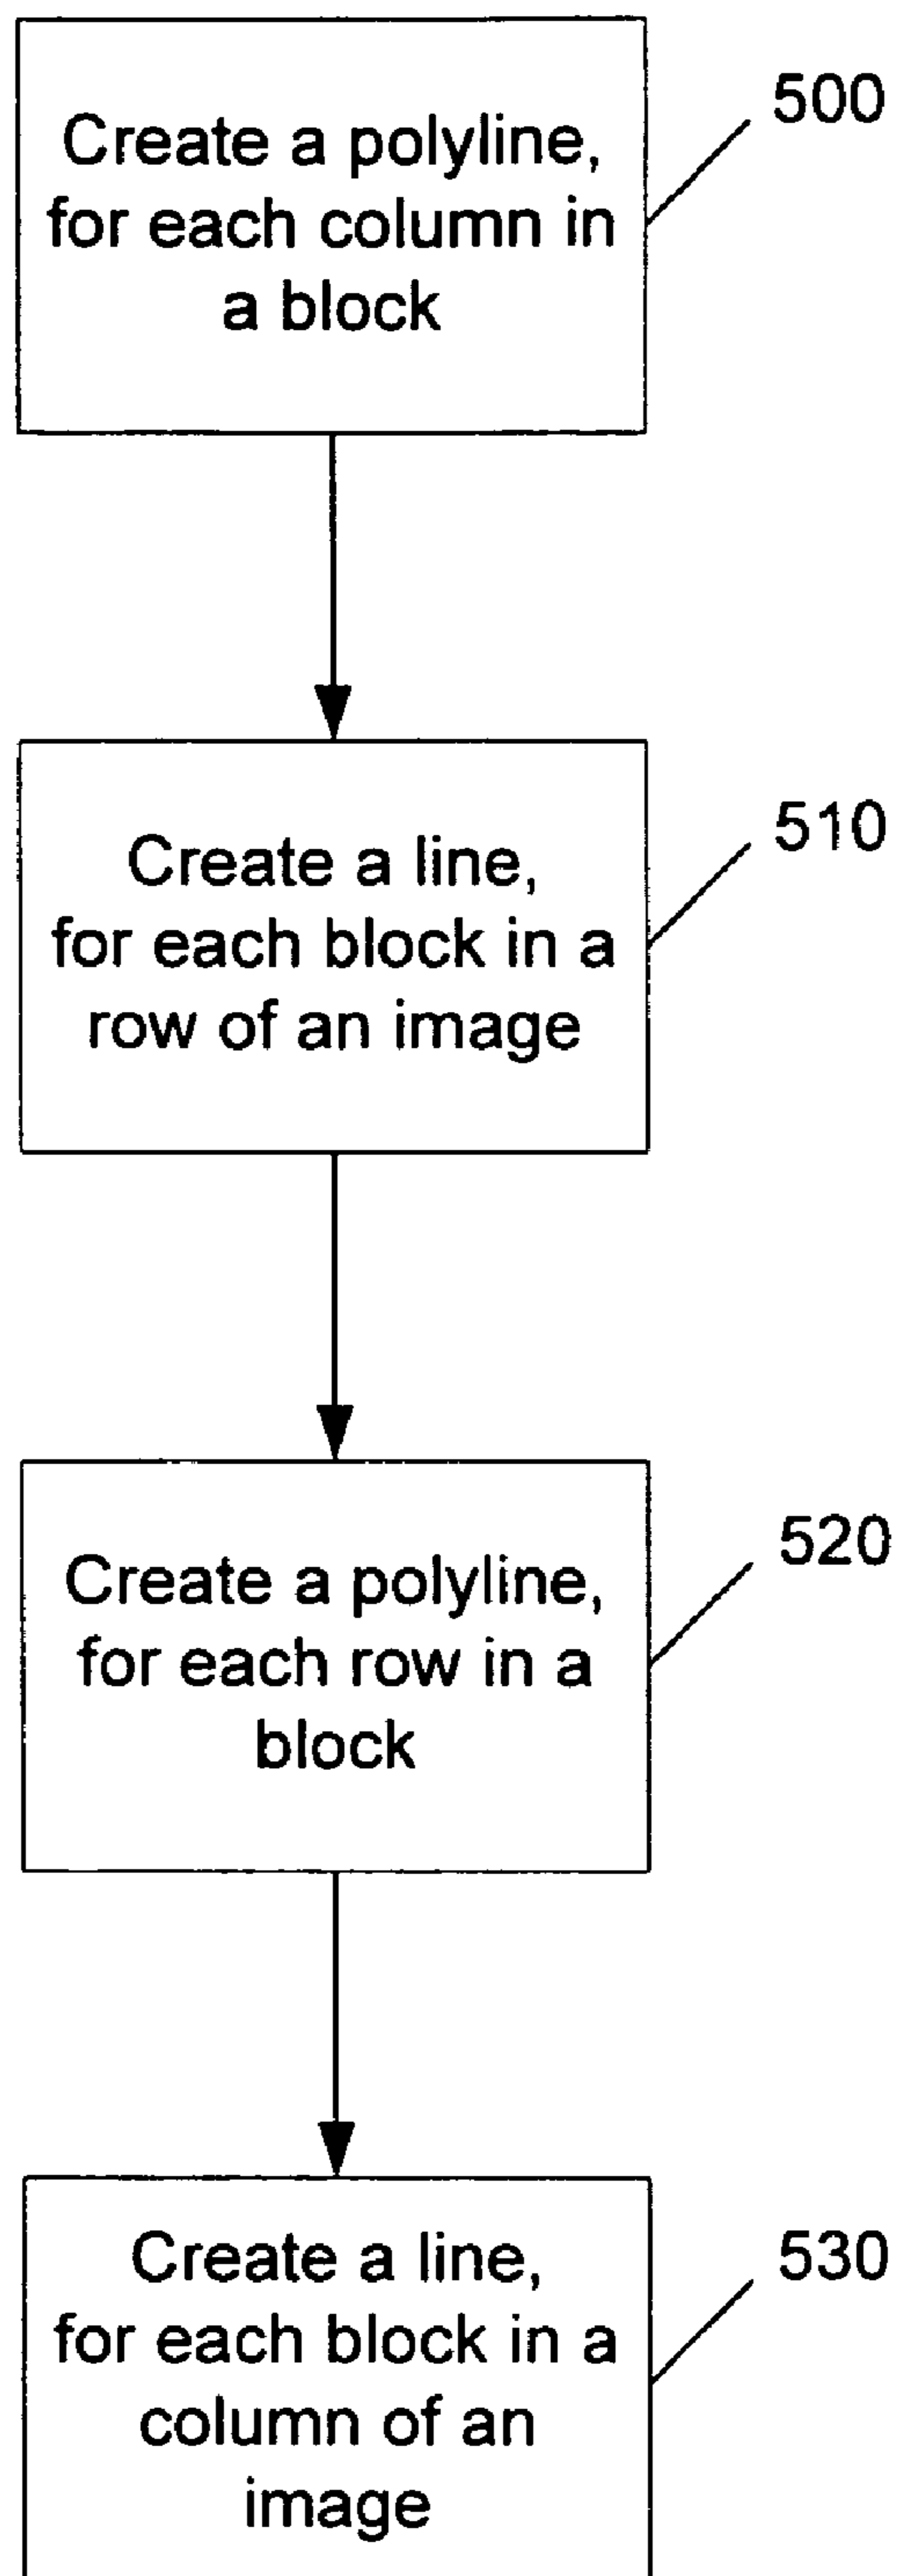 Create a polyline,
for each column in
a block
500
Create a line,
for each block in a
row of an image
510
Create a polyline,
for each row in a
block
520
Create a line,
for each block in a
column of an
image
530